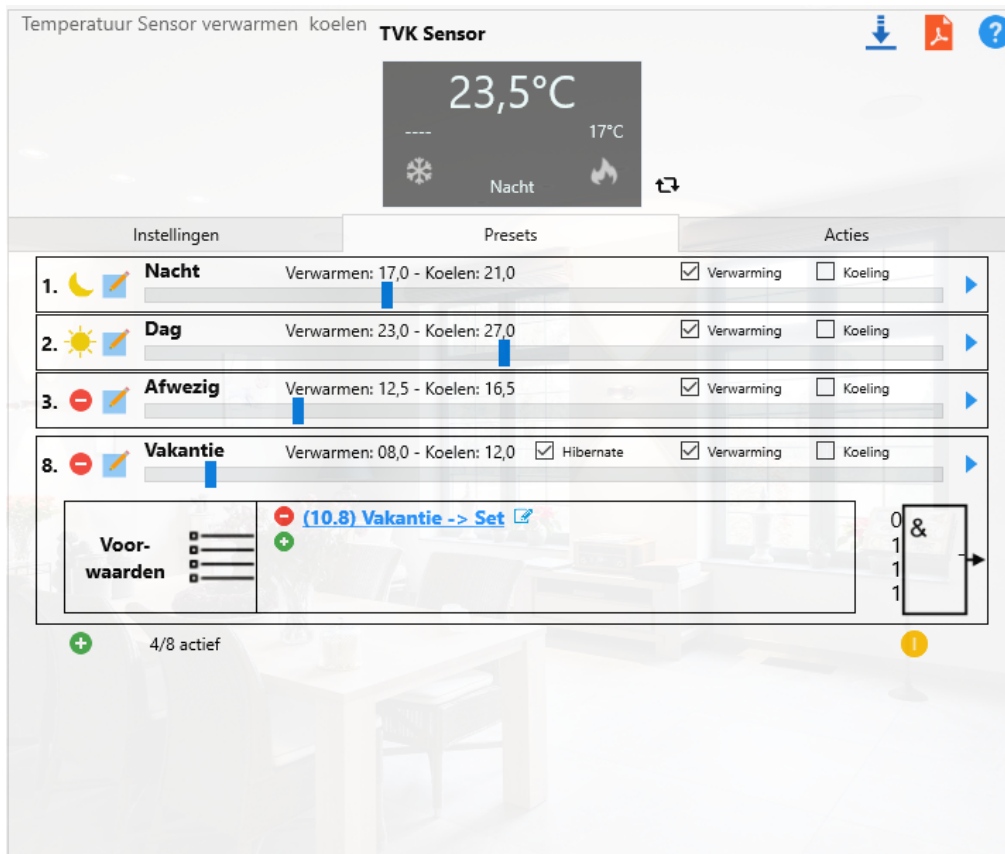 Temperatuur Sensor verwarmen koelen TVK Sensor ?
23,5°C
---- 17°C
Nacht
Instellingen Presets Acties
1. Nacht Verwarmen: 17,0 - Koelen: 21,0 Verwarming Koeling
2. Dag Verwarmen: 23,0 - Koelen: 27,0 Verwarming Koeling
3. Afwezig Verwarmen: 12,5 - Koelen: 16,5 Verwarming Koeling
8. Vakantie Verwarmen: 08,0 - Koelen: 12,0 Hibernate Verwarming Koeling
Voor-
waarden
(10.8) Vakantie -> Set
0
1
1
1
&
4/8 actief